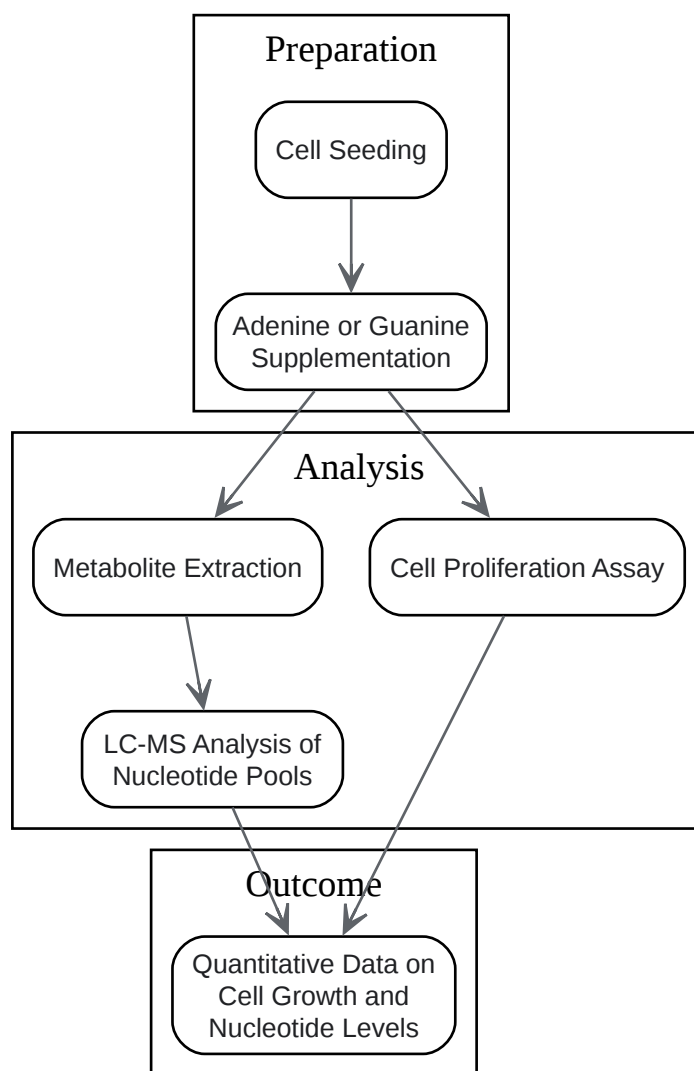 Preparation
Cell Seeding
Adenine or Guanine
Supplementation
Analysis
Metabolite Extraction
Cell Proliferation Assay
LC-MS Analysis of
Nucleotide Pools
Outcome
Quantitative Data on
Cell Growth and
Nucleotide Levels